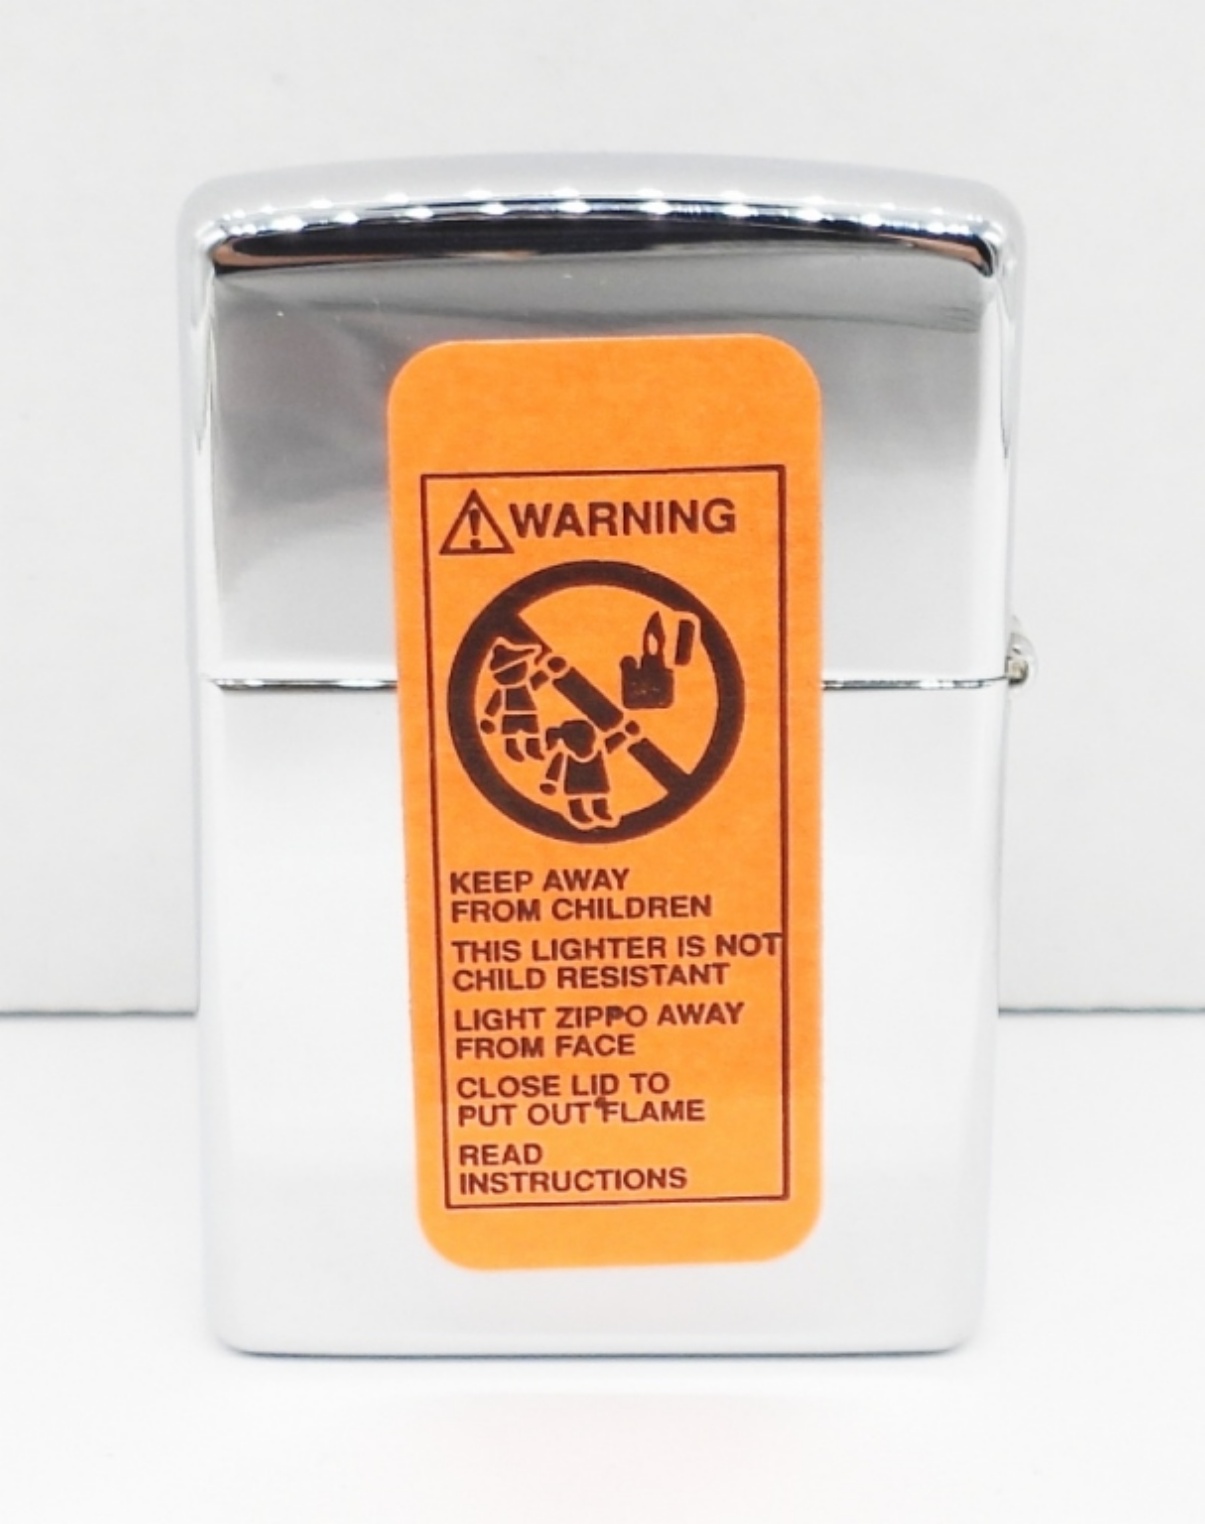 WARNING
KEEP AWAY
FROM CHILDREN
THIS LIGHTER IS NOT
CHILD RESISTANT
LIGHT ZIPPO AWAY
FROM FACE
CLOSE LID TO
PUT OUT FLAME
READ
INSTRUCTIONS